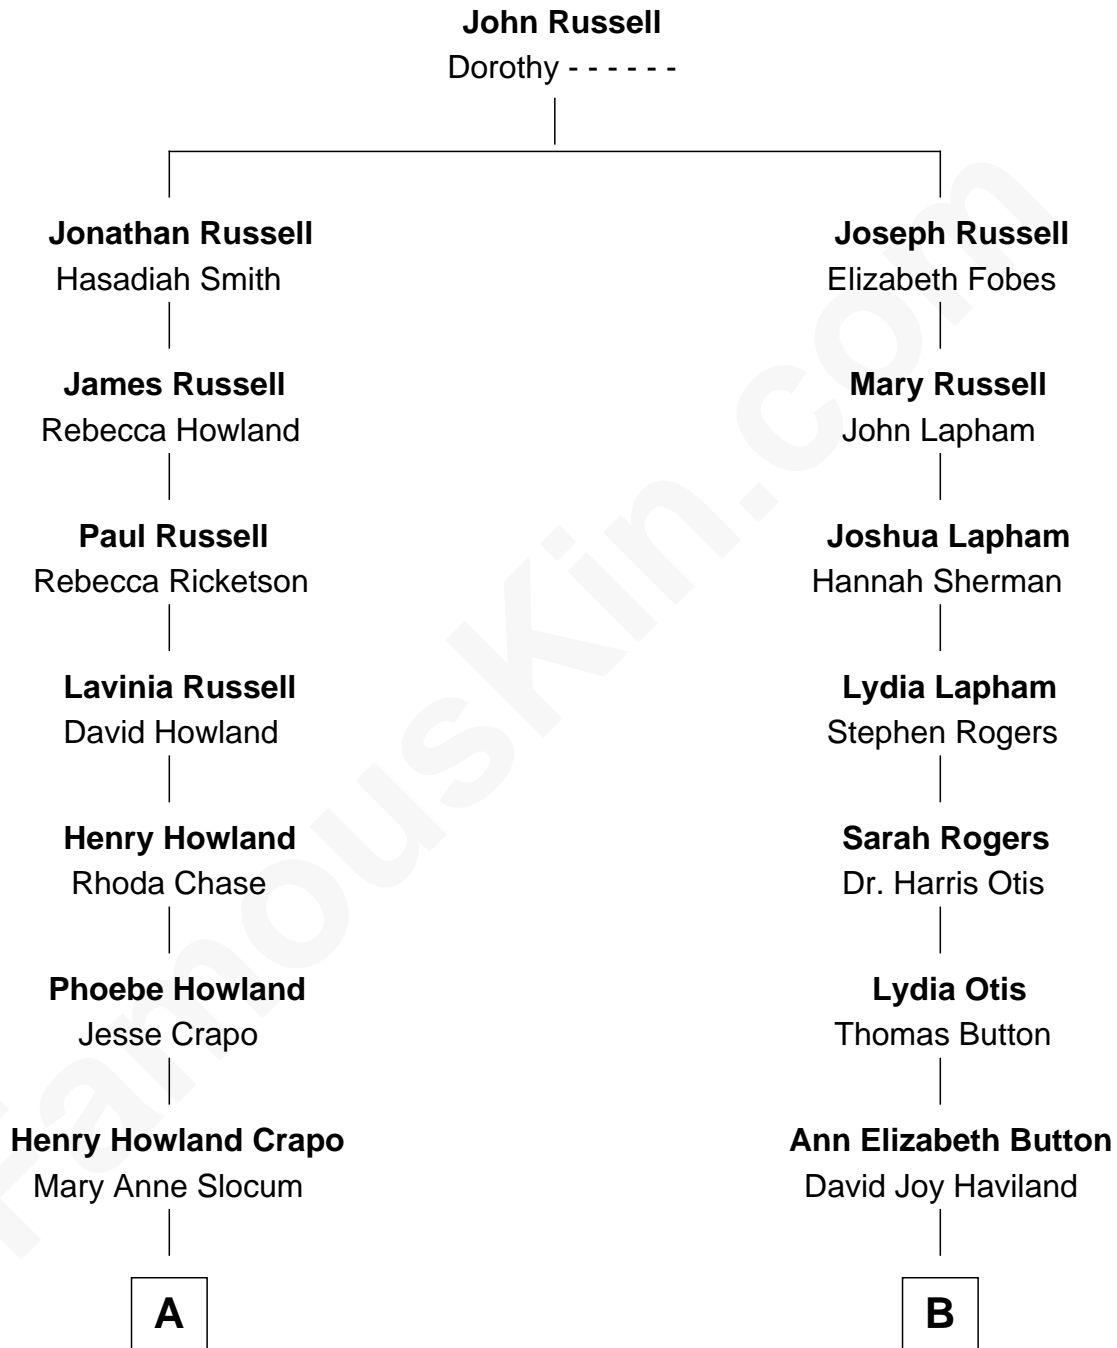 John Russell
Dorothy - - - - - -
Jonathan Russell
Hasadiah Smith
Joseph Russell
Elizabeth Fobes
James Russell
Rebecca Howland
Mary Russell
John Lapham
Paul Russell
Rebecca Ricketson
Joshua Lapham
Hannah Sherman
Lavinia Russell
David Howland
Lydia Lapham
Stephen Rogers
Henry Howland
Rhoda Chase
Sarah Rogers
Dr. Harris Otis
Phoebe Howland
Jesse Crapo
Lydia Otis
Thomas Button
Henry Howland Crapo
Mary Anne Slocum
Ann Elizabeth Button
David Joy Haviland
A
B
FamousKin.com